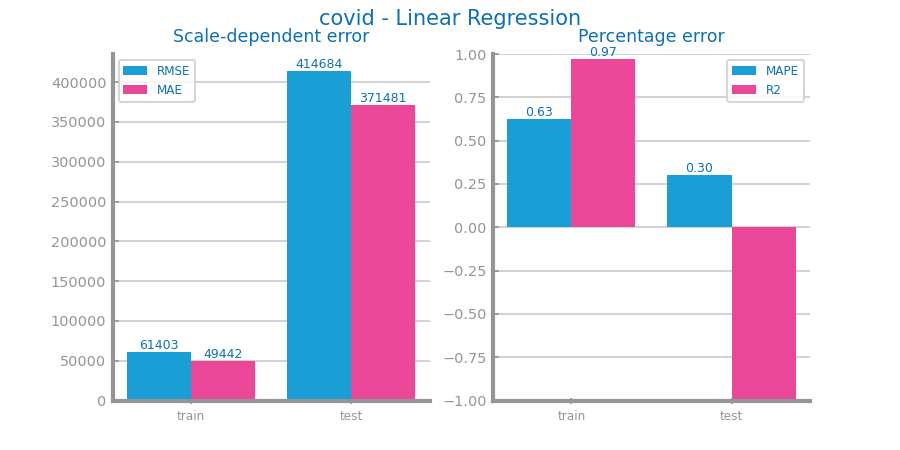 covid - Linear Regression
Scale-dependent error
RMSE
MAE
400000
350000
300000
250000
200000
150000
100000
50000
0
61403
49442
414684
371481
train
test
Percentage error
MAPE
R2
1.00
0.75
0.50
0.25
0.00
−0.25
−0.50
−0.75
−1.00
0.63
0.97
0.30
train
test